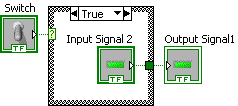 Switch
True
?
Input Signal 2
Output Signal1
TF
TF
TF